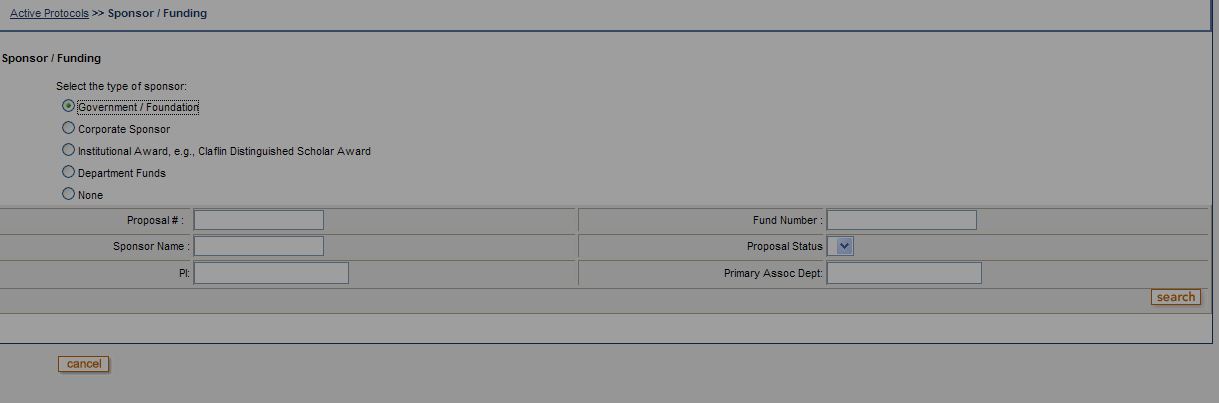 Active Protocols >> Sponsor / Funding
Sponsor / Funding
Select the type of sponsor:
Government / Foundation
Corporate Sponsor
Institutional Award, e.g., Claflin Distinguished Scholar Award
Department Funds
None
Proposal # : Fund Number :
Sponsor Name : Proposal Status
PI: Primary Assoc Dept:
search
cancel